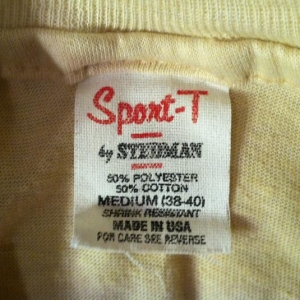 Sport-T
by STEDMAN
50% POLYESTER
50% COTTON
MEDIUM (38-40)
SHRINK RESISTANT
MADE IN USA
FOR CARE SEE REVERSE